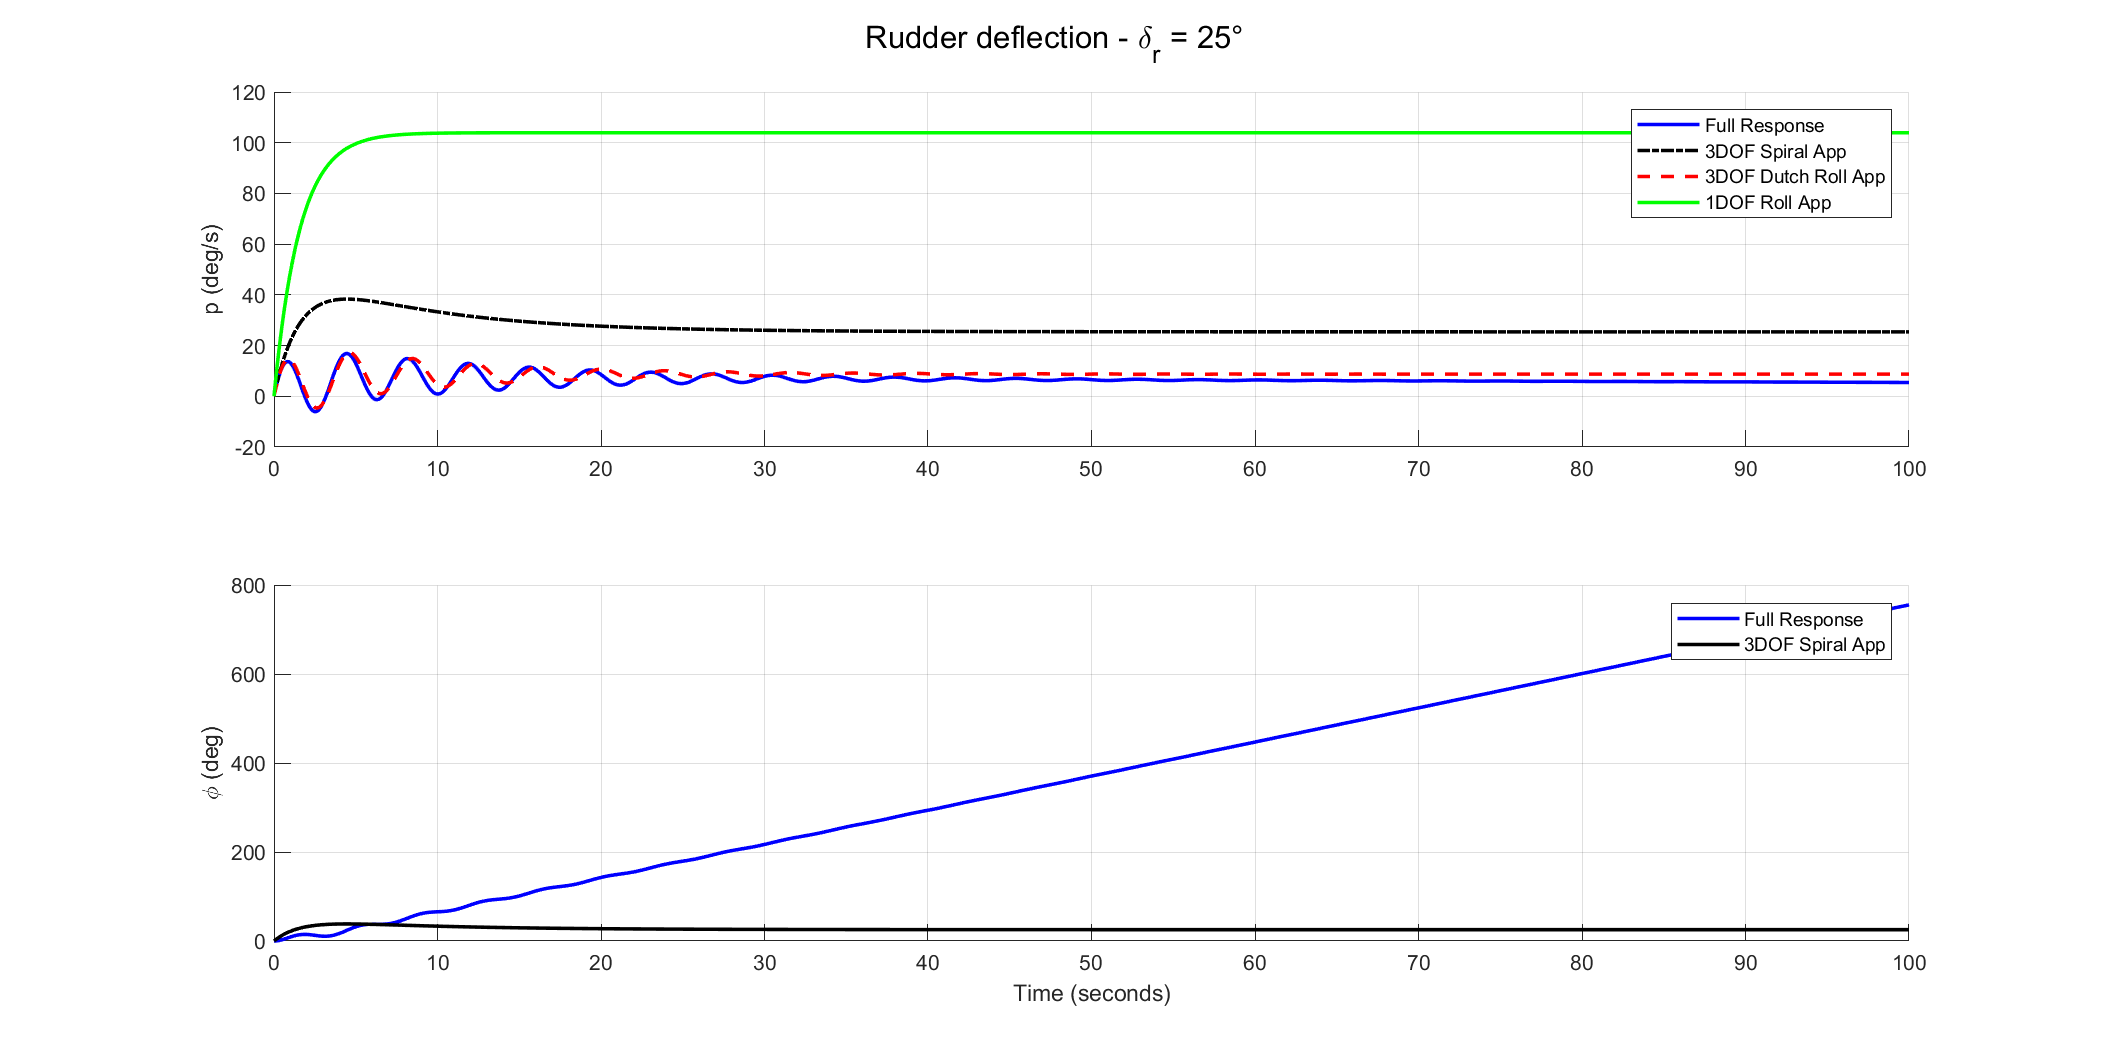 Rudder deflection - δr = 25°
120
100
80
60
40
20
0
-20
p (deg/s)
0 10 20 30 40 50 60 70 80 90 100
Full Response
3DOF Spiral App
3DOF Dutch Roll App
1DOF Roll App
800
600
400
200
0
ϕ (deg)
0 10 20 30 40 50 60 70 80 90 100
Time (seconds)
Full Response
3DOF Spiral App